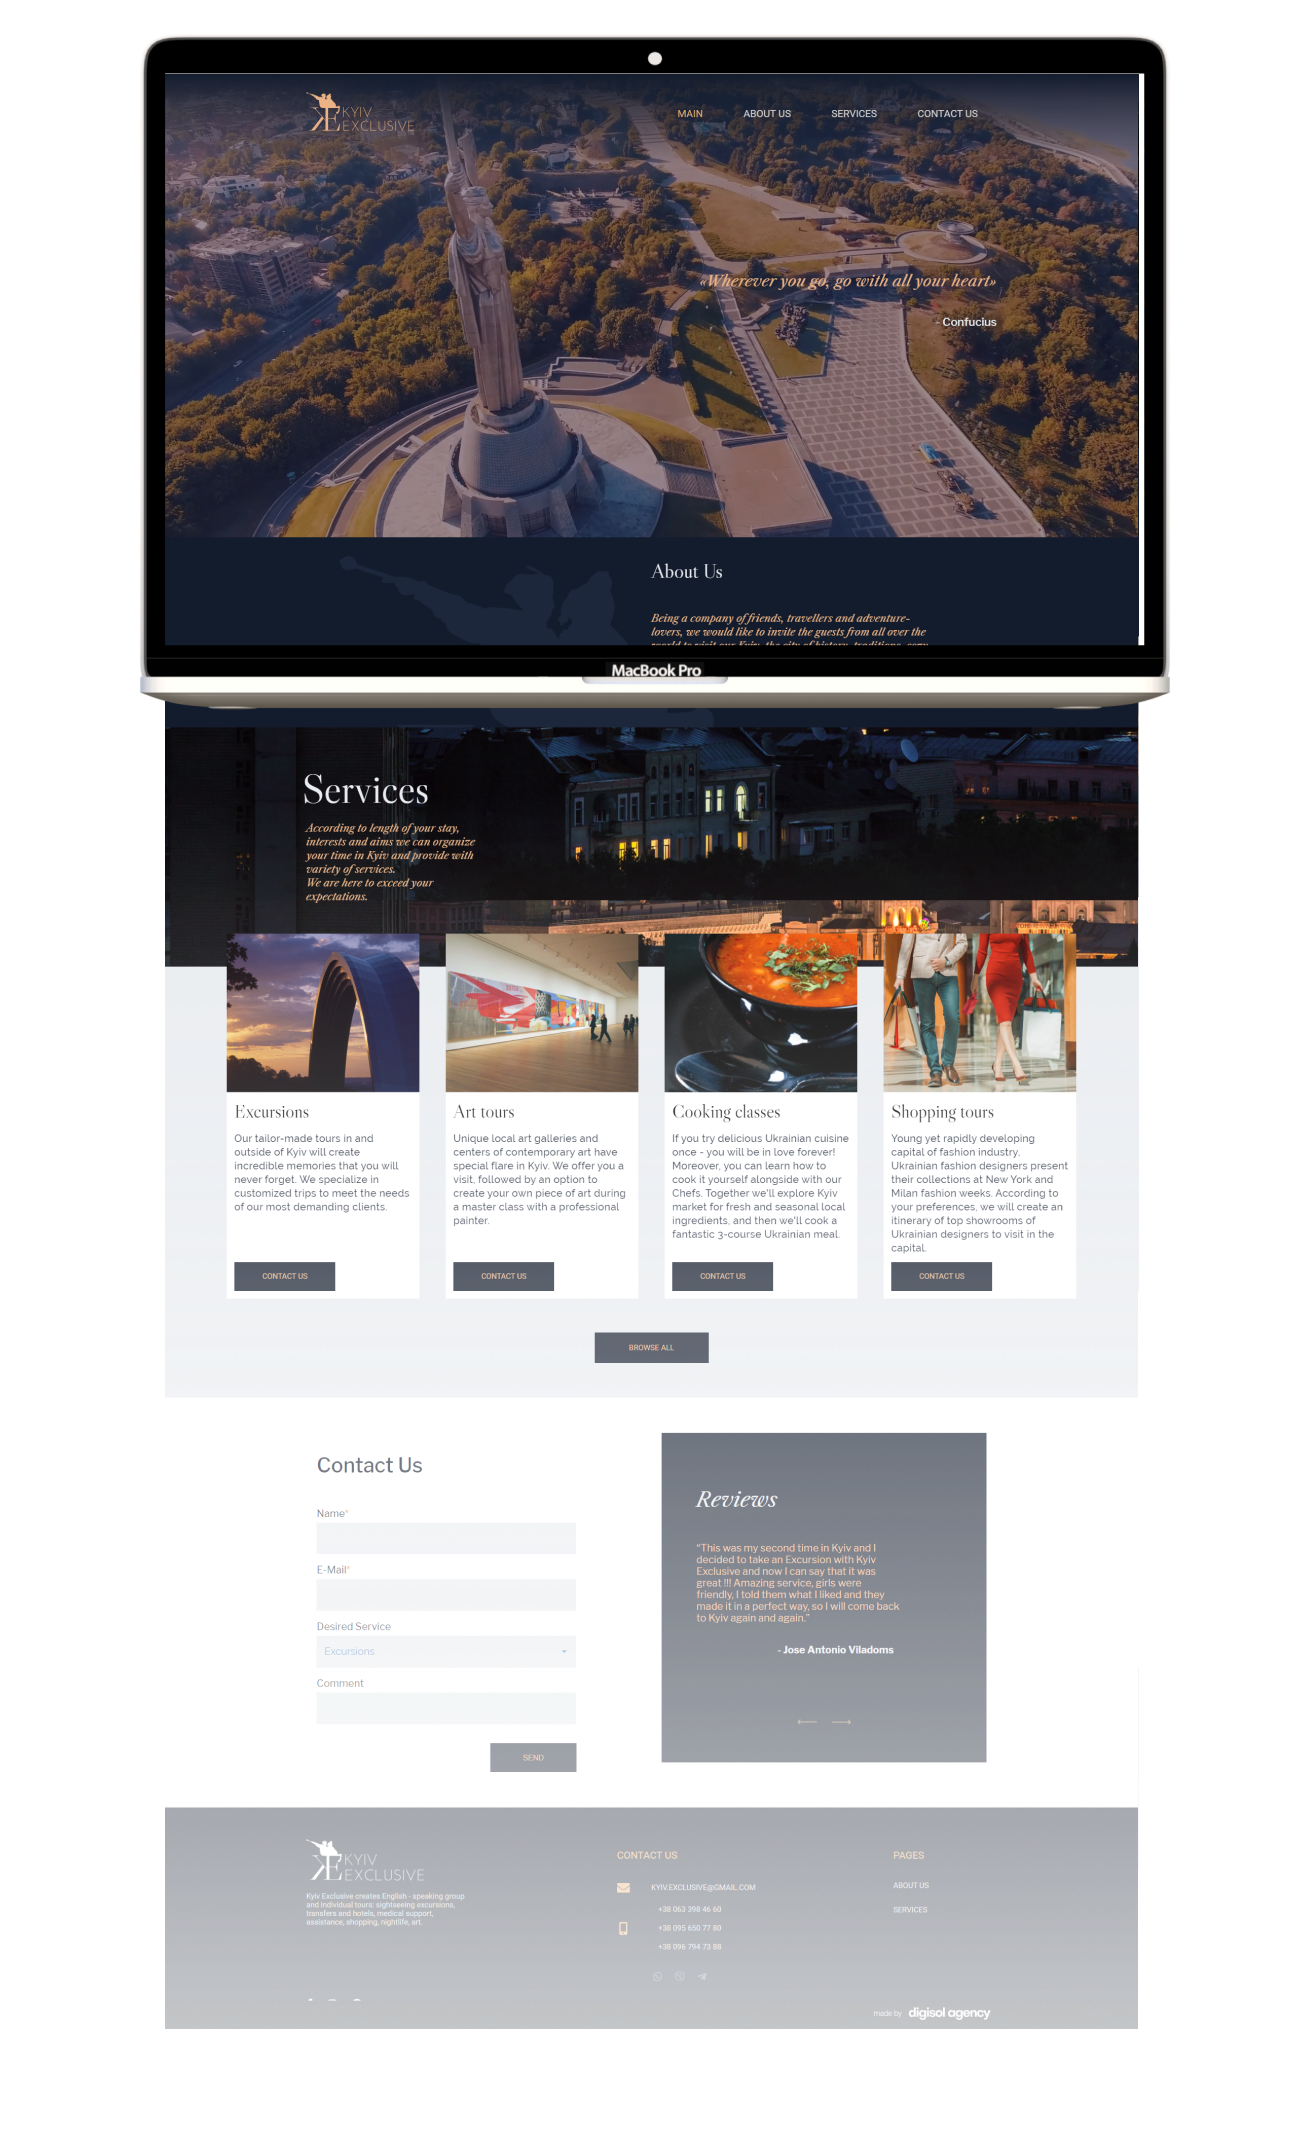 KYIV
EXCLUSIVE
MAIN
ABOUT US
SERVICES
CONTACT US
«Wherever you go, go with all your heart»
- Confucius
About Us
Being a company of friends, travellers and adventure-
lovers, we would like to invite the guests from all over the
world to visit our Kyiv, the city of history, traditions, cozy
MacBook Pro
Services
According to length of your stay,
interests and aims we can organize
your time in Kyiv and provide with
variety of services.
We are here to exceed your
expectations.
Excursions
Our tailor-made tours in and
outside of Kyiv will create
incredible memories that you will
never forget. We specialize in
customized trips to meet the needs
of our most demanding clients.
CONTACT US
Art tours
Unique local art galleries and
centers of contemporary art have
special flare in Kyiv. We offer you a
visit, followed by an option to
create your own piece of art during
a master class with a professional
painter.
CONTACT US
Cooking classes
If you try delicious Ukrainian cuisine
once - you will be in love forever!
Moreover, you can learn how to
cook it yourself alongside with our
Chefs. Together we'll explore Kyiv
market for fresh and seasonal local
ingredients, and then we'll cook a
fantastic 3-course Ukrainian meal.
CONTACT US
Shopping tours
Young yet rapidly developing
capital of fashion industry,
Ukrainian fashion designers present
their collections at New York and
Milan fashion weeks. According to
your preferences, we will create an
itinerary of top showrooms of
Ukrainian designers to visit in the
capital.
CONTACT US
BROWSE ALL
Contact Us
Name*
E-Mail*
Desired Service
Excursions
Comment
SEND
Reviews
"This was my second time in Kyiv and I
decided to take an Excursion with Kyiv
Exclusive and now I can say that it was
great !!! Amazing service, girls were
friendly, I told them what I liked and they
made it in a perfect way, so I will come back
to Kyiv again and again."
- Jose Antonio Viladoms
KYIV
EXCLUSIVE
Kyiv Exclusive creates English - speaking group
and individual tours: sightseeing excursions,
transfers and hotels, medical support,
assistance, shopping, nightlife, art.
CONTACT US
KYIV.EXCLUSIVE@GMAIL.COM
+38 063 398 46 60
+38 095 650 77 80
+38 096 794 73 88
PAGES
ABOUT US
SERVICES
made by digisol agency